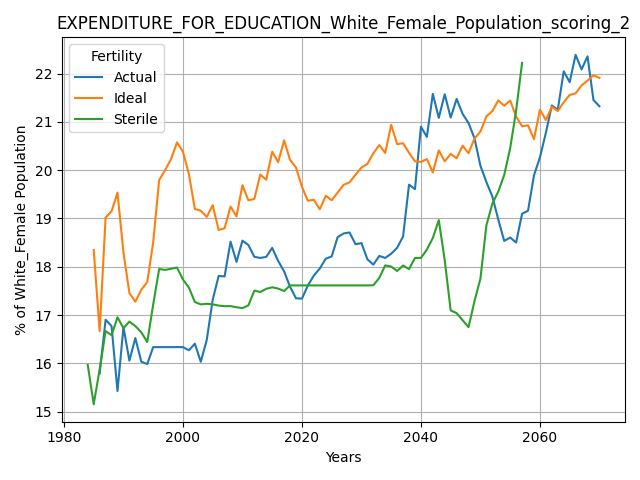 EXPENDITURE_FOR_EDUCATION_White_Female_Population_scoring_2
Fertility
Actual
Ideal
Sterile
% of White_Female Population
22
21
20
19
18
17
16
15
1980
2000
2020
2040
2060
Years